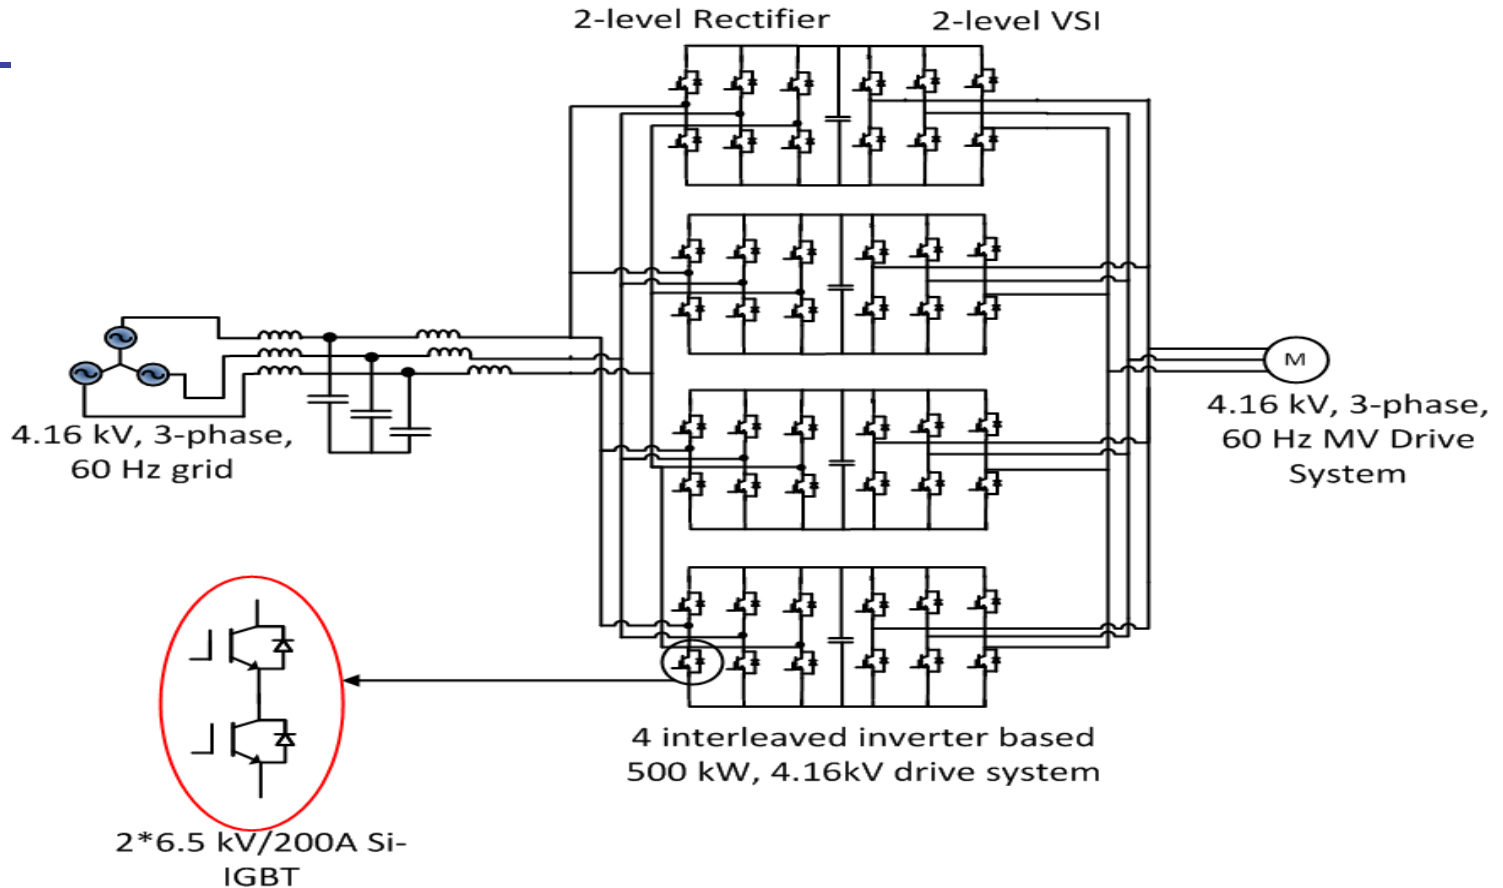 2-level Rectifier
2-level VSI
4.16 kV, 3-phase,
60 Hz grid
M
4.16 kV, 3-phase,
60 Hz MV Drive
System
4 interleaved inverter based
500 kW, 4.16kV drive system
2*6.5 kV/200A Si-
IGBT